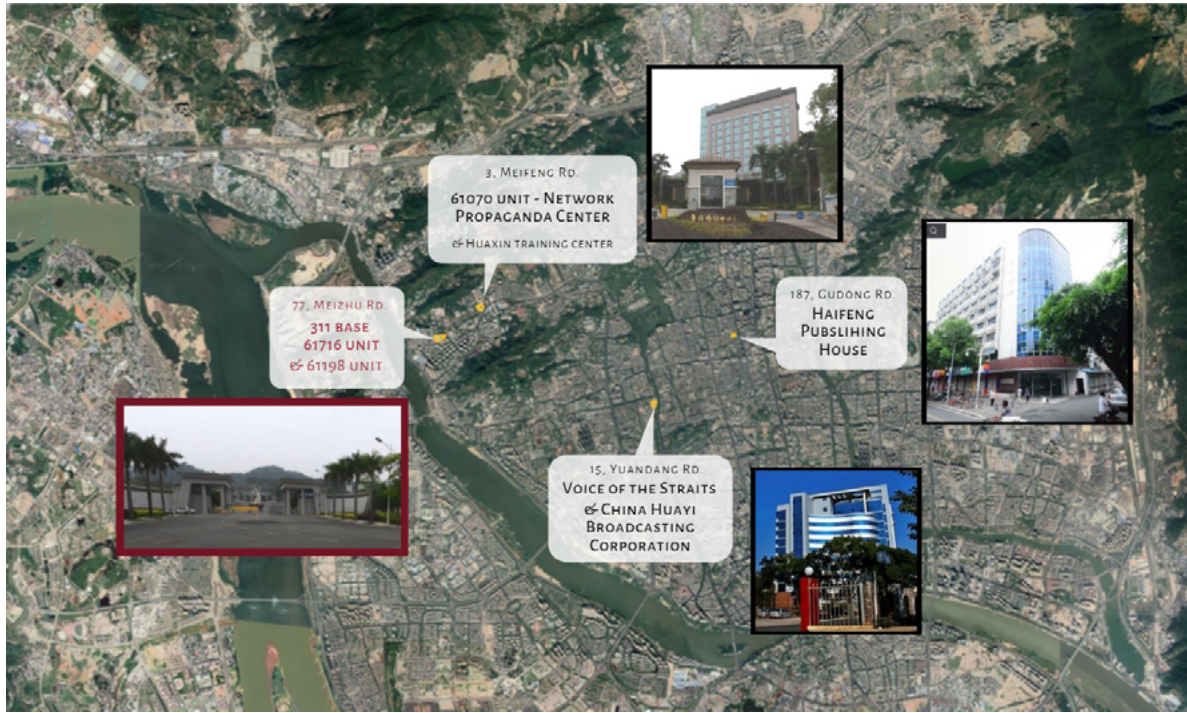 3, Meifeng Rd.
61070 unit - Network
Propaganda Center
& Huaxin training center
77, Meizhu Rd
311 base
61716 unit
& 61198 unit
187, Gudong Rd.
Haifeng
Pubslihing
House
15, Yuandang Rd.
Voice of the Straits
& China Huayi
Broadcasting
Corporation